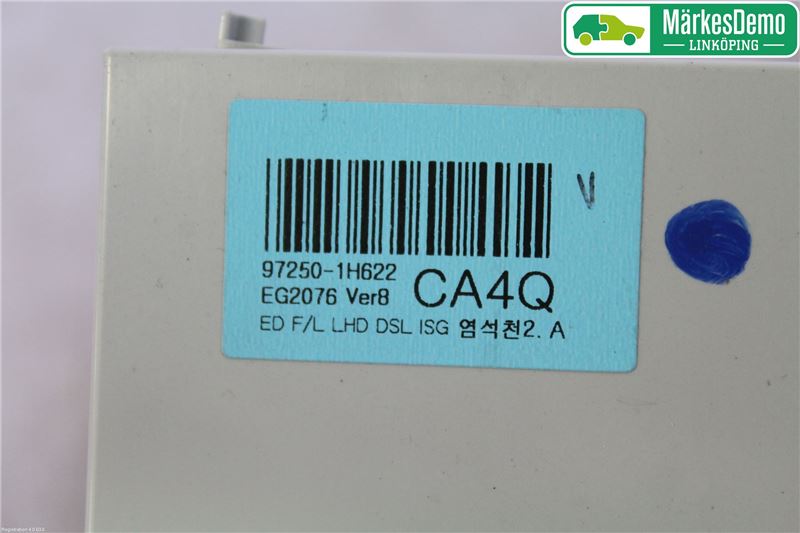 MärkesDemo
LINKÖPING
V
97250-1H622
EG2076 Ver8
CA4Q
ED F/L LHD DSL ISG 염석천2. A